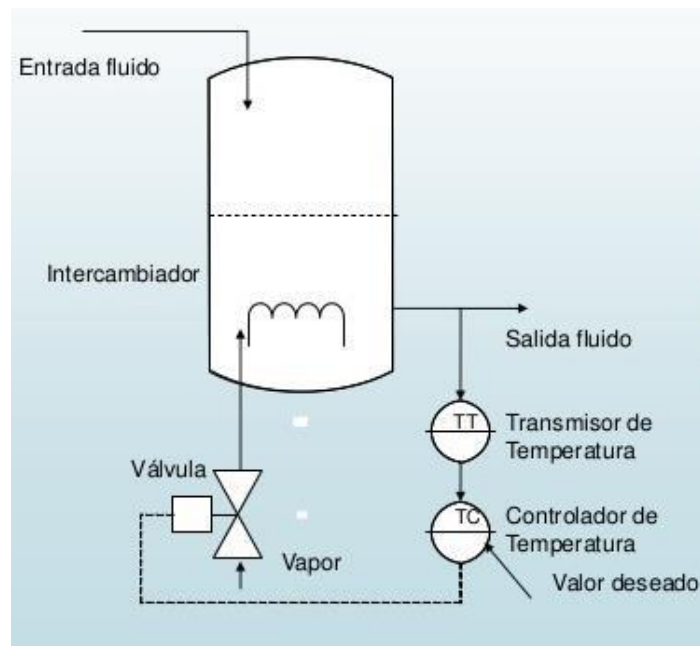 Entrada fluido
Intercambiador
Salida fluido
TT
Transmisor de
Temperatura
Válvula
TC
Controlador de
Temperatura
Vapor
Valor deseado